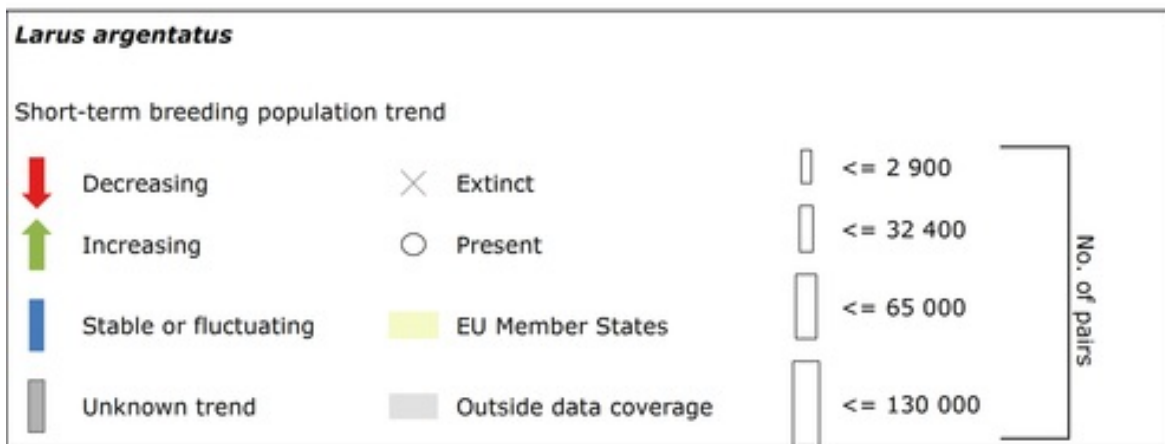 Larus argentatus
Short-term breeding population trend
Decreasing
Increasing
Stable or fluctuating
Unknown trend
Extinct
Present
EU Member States
Outside data coverage
<= 2 900
<= 32 400
<= 65 000
<= 130 000
No. of pairs